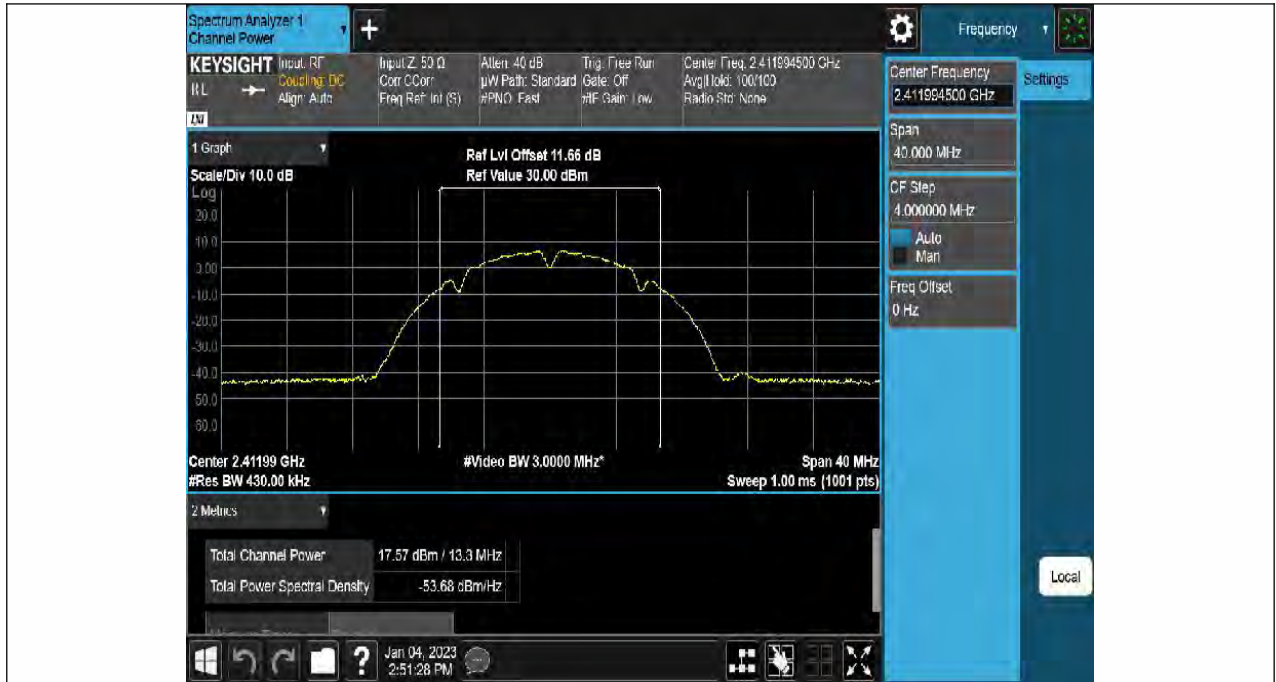 Spectrum Analyzer 1
Channel Power
+
Frequency
KEYSIGHT
Input: RF
Coupling: DC
Align: Auto
Input Z: 50 Ω
Corr CCorr
Freq Ref: Int (S)
Atten: 40 dB
µW Path: Standard
#PNO: Fast
Trig: Free Run
Gate: Off
#IF Gain: Low
Center Freq: 2.411994500 GHz
Avg|Hold: 100/100
Radio Std: None
RL
LXI
Center Frequency
2.411994500 GHz
Settings
Span
40.000 MHz
CF Step
4.000000 MHz
Auto
Man
Freq Offset
0 Hz
1 Graph
Scale/Div 10.0 dB
Ref Lvl Offset 11.66 dB
Ref Value 30.00 dBm
Log
20.0
10.0
0.00
-10.0
-20.0
-30.0
-40.0
-50.0
-60.0
Center 2.41199 GHz
#Video BW 3.0000 MHz*
Span 40 MHz
#Res BW 430.00 kHz
Sweep 1.00 ms (1001 pts)
2 Metrics
Total Channel Power 17.57 dBm / 13.3 MHz
Total Power Spectral Density -53.68 dBm/Hz
Local
?
Jan 04, 2023
2:51:28 PM